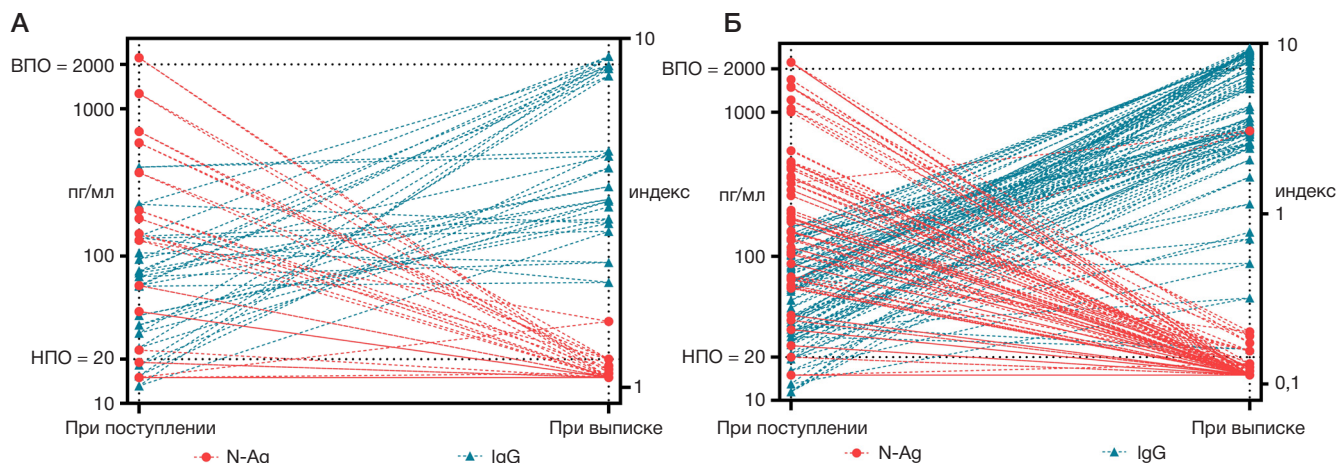 А
ВПО = 2000
1000
пг/мл
100
НПО = 20
10
10
индекс
1
При поступлении
При выписке
N-Ag
IgG
Б
ВПО = 2000
1000
пг/мл
100
НПО = 20
10
10
индекс
1
0,1
При поступлении
При выписке
N-Ag
IgG